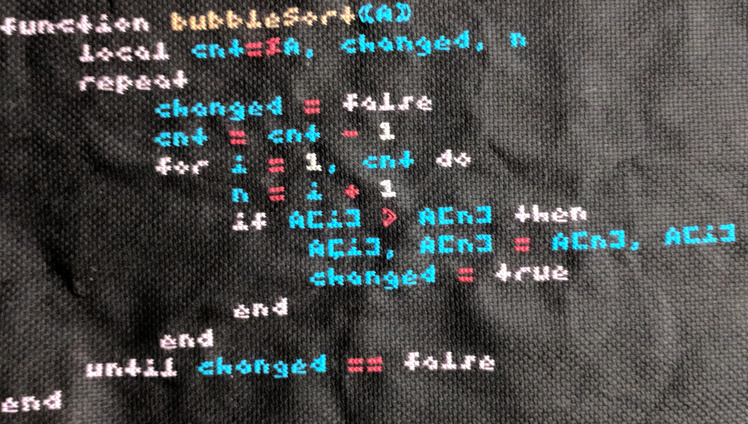 function bubbleSort(A)
local cnt=#A, changed, n
repeat
changed = false
cnt = cnt - 1
for i = 1, cnt do
n = i + 1
if A[i] > A[n] then
A[i], A[n] = A[n], A[i]
changed = true
end
end
until changed == false
end